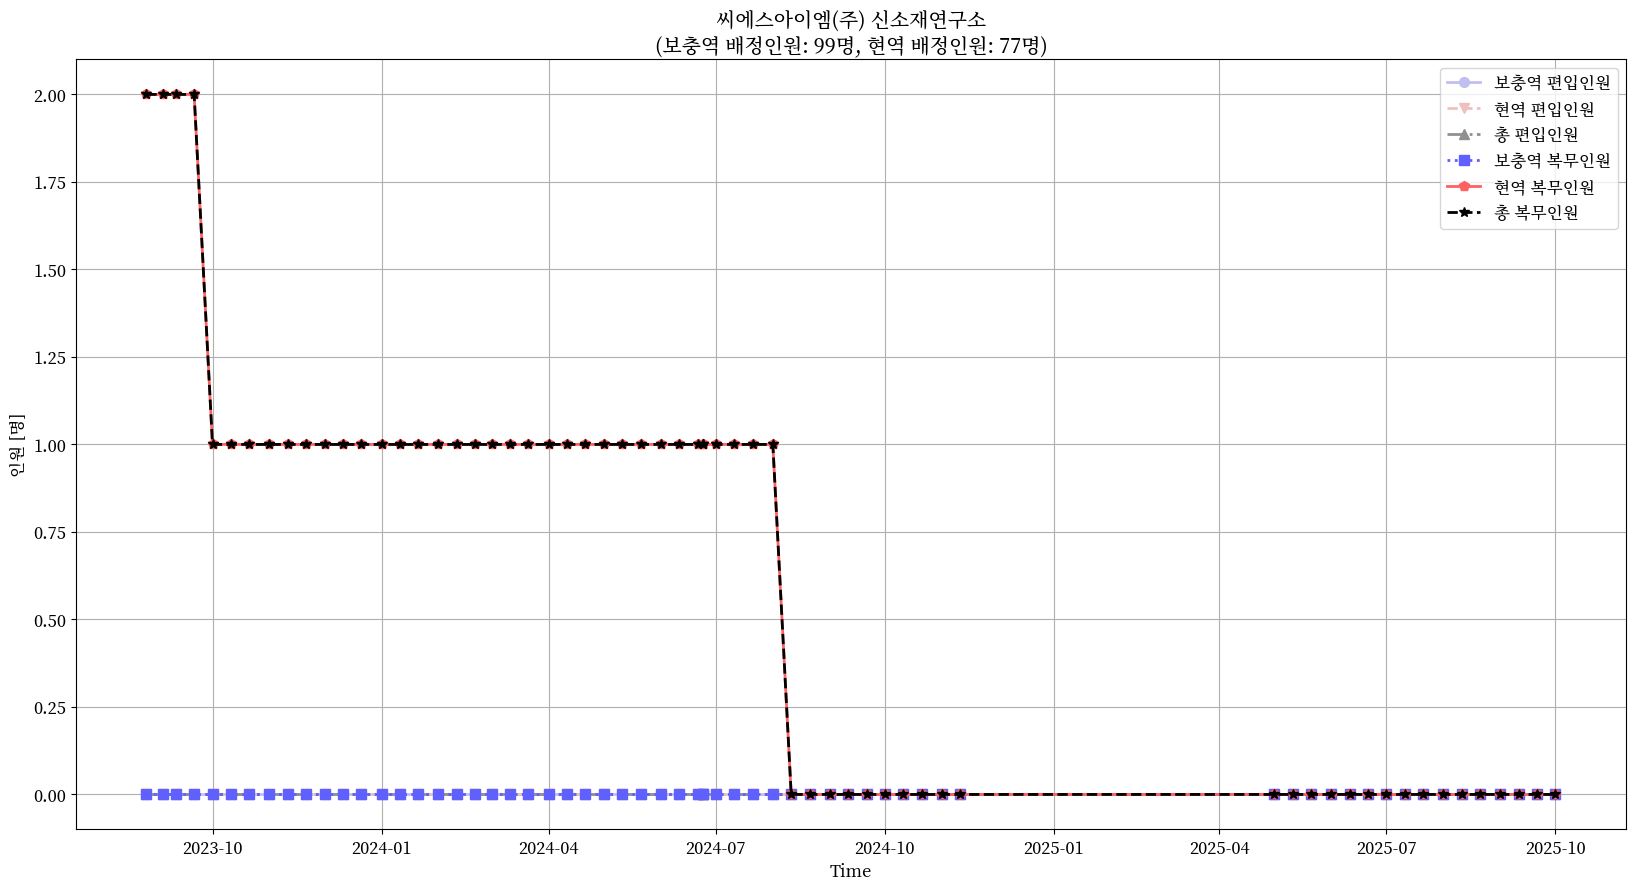 씨에스아이엠(주) 신소재연구소
(보충역 배정인원: 99명, 현역 배정인원: 77명)
보충역 편입인원
현역 편입인원
총 편입인원
보충역 복무인원
현역 복무인원
총 복무인원
2.00
1.75
1.50
1.25
1.00
0.75
0.50
0.25
0.00
인원 [명]
2023-10 2024-01 2024-04 2024-07 2024-10 2025-01 2025-04 2025-07 2025-10
Time